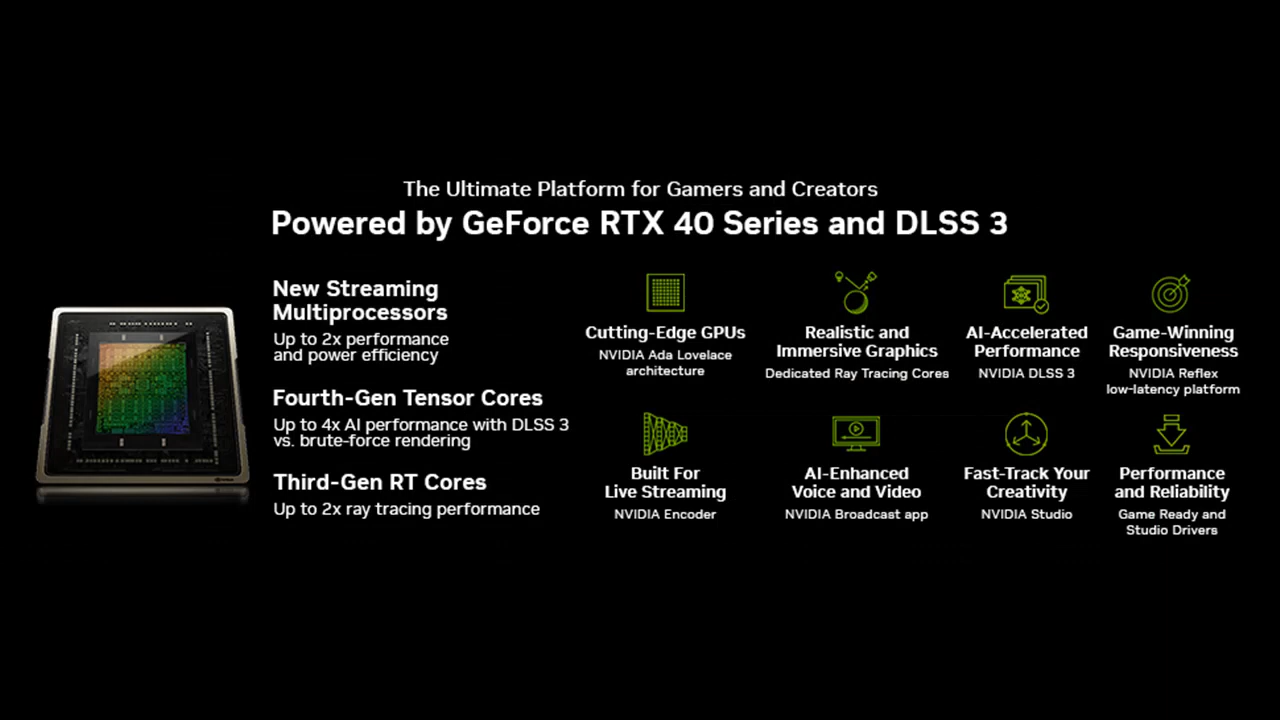 The Ultimate Platform for Gamers and Creators
Powered by GeForce RTX 40 Series and DLSS 3
New Streaming
Multiprocessors
Up to 2x performance
and power efficiency
Fourth-Gen Tensor Cores
Up to 4x AI performance with DLSS 3
vs. brute-force rendering
Third-Gen RT Cores
Up to 2x ray tracing performance
Cutting-Edge GPUs
NVIDIA Ada Lovelace
architecture
Realistic and
Immersive Graphics
Dedicated Ray Tracing Cores
AI-Accelerated
Performance
NVIDIA DLSS 3
Game-Winning
Responsiveness
NVIDIA Reflex
low-latency platform
Built For
Live Streaming
NVIDIA Encoder
AI-Enhanced
Voice and Video
NVIDIA Broadcast app
Fast-Track Your
Creativity
NVIDIA Studio
Performance
and Reliability
Game Ready and
Studio Drivers